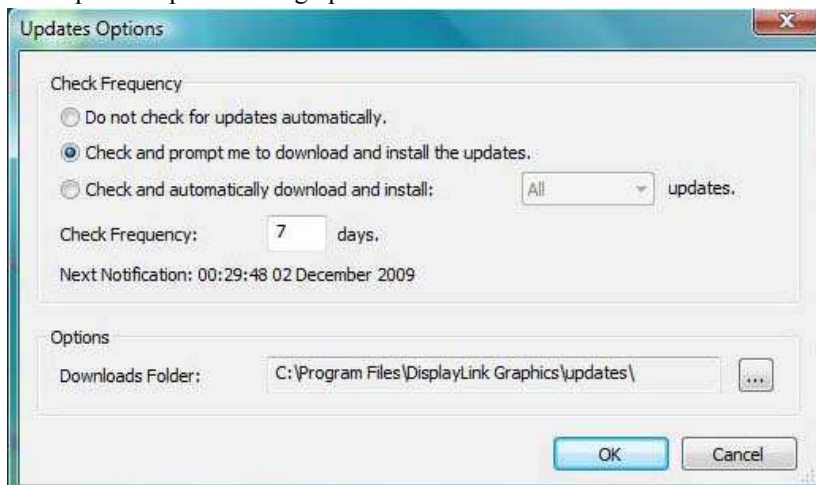 Updates Options
Check Frequency
Do not check for updates automatically.
Check and prompt me to download and install the updates.
Check and automatically download and install: All updates.
Check Frequency: 7 days.
Next Notification: 00:29:48 02 December 2009
Options
Downloads Folder: C:\Program Files\DisplayLink Graphics\updates\ ...
OK Cancel